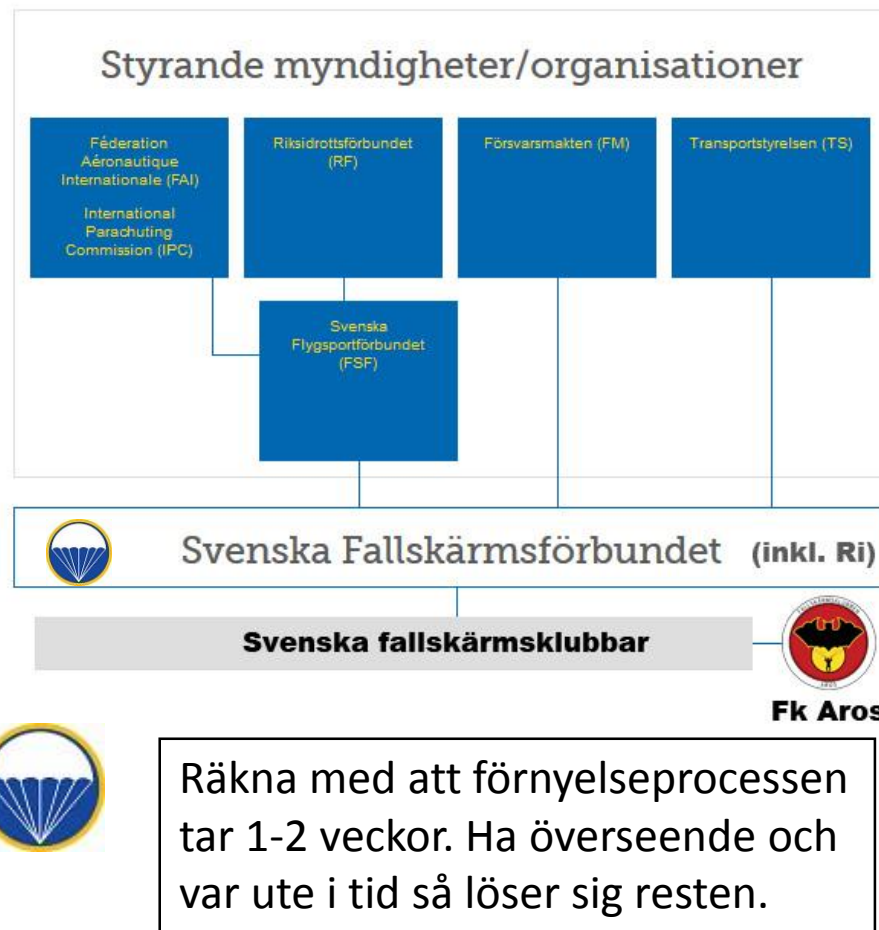 Styrande myndigheter/organisationer
Féderation
Aéronautique
Internationale (FAI)
International
Parachuting
Commission (IPC)
Riksidrottsförbundet
(RF)
Försvarsmakten (FM)
Transportstyrelsen (TS)
Svenska
Flygsportförbundet
(FSF)
Svenska Fallskärmsförbundet (inkl. Ri)
Svenska fallskärmsklubbar
Fk Aros
Räkna med att förnyelseprocessen
tar 1-2 veckor. Ha överseende och
var ute i tid så löser sig resten.